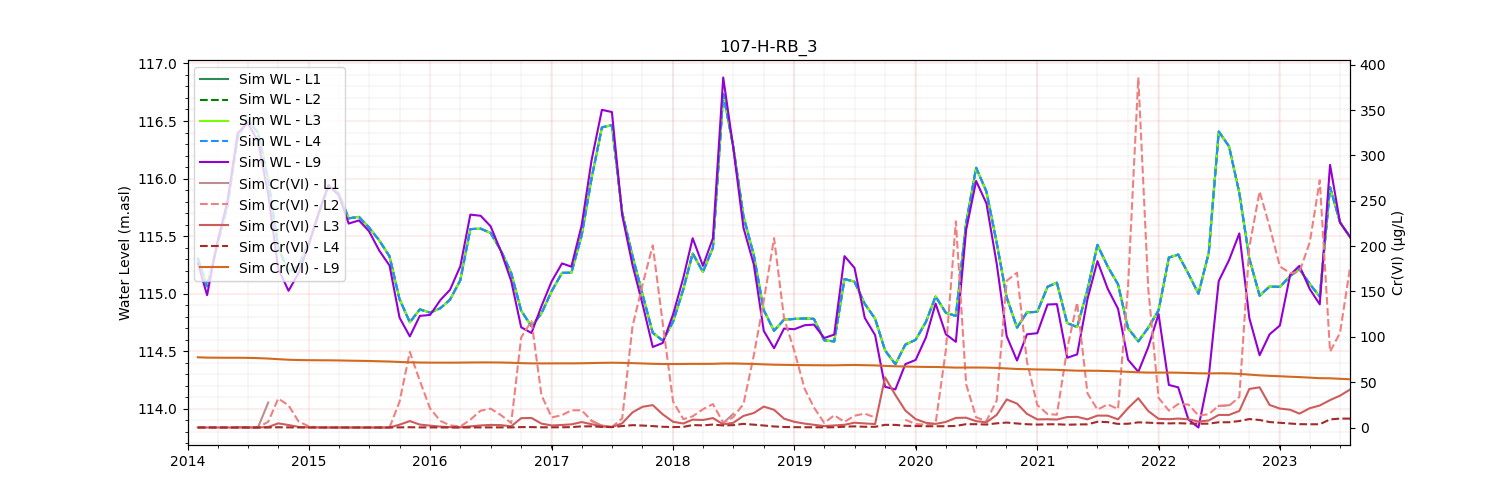 107-H-RB_3
117.0
116.5
116.0
115.5
115.0
114.5
114.0
Water Level (m.asl)
Sim WL - L1
Sim WL - L2
Sim WL - L3
Sim WL - L4
Sim WL - L9
Sim Cr(VI) - L1
Sim Cr(VI) - L2
Sim Cr(VI) - L3
Sim Cr(VI) - L4
Sim Cr(VI) - L9
400
350
300
250
200
150
100
50
0
Cr(VI) (µg/L)
2014 2015 2016 2017 2018 2019 2020 2021 2022 2023